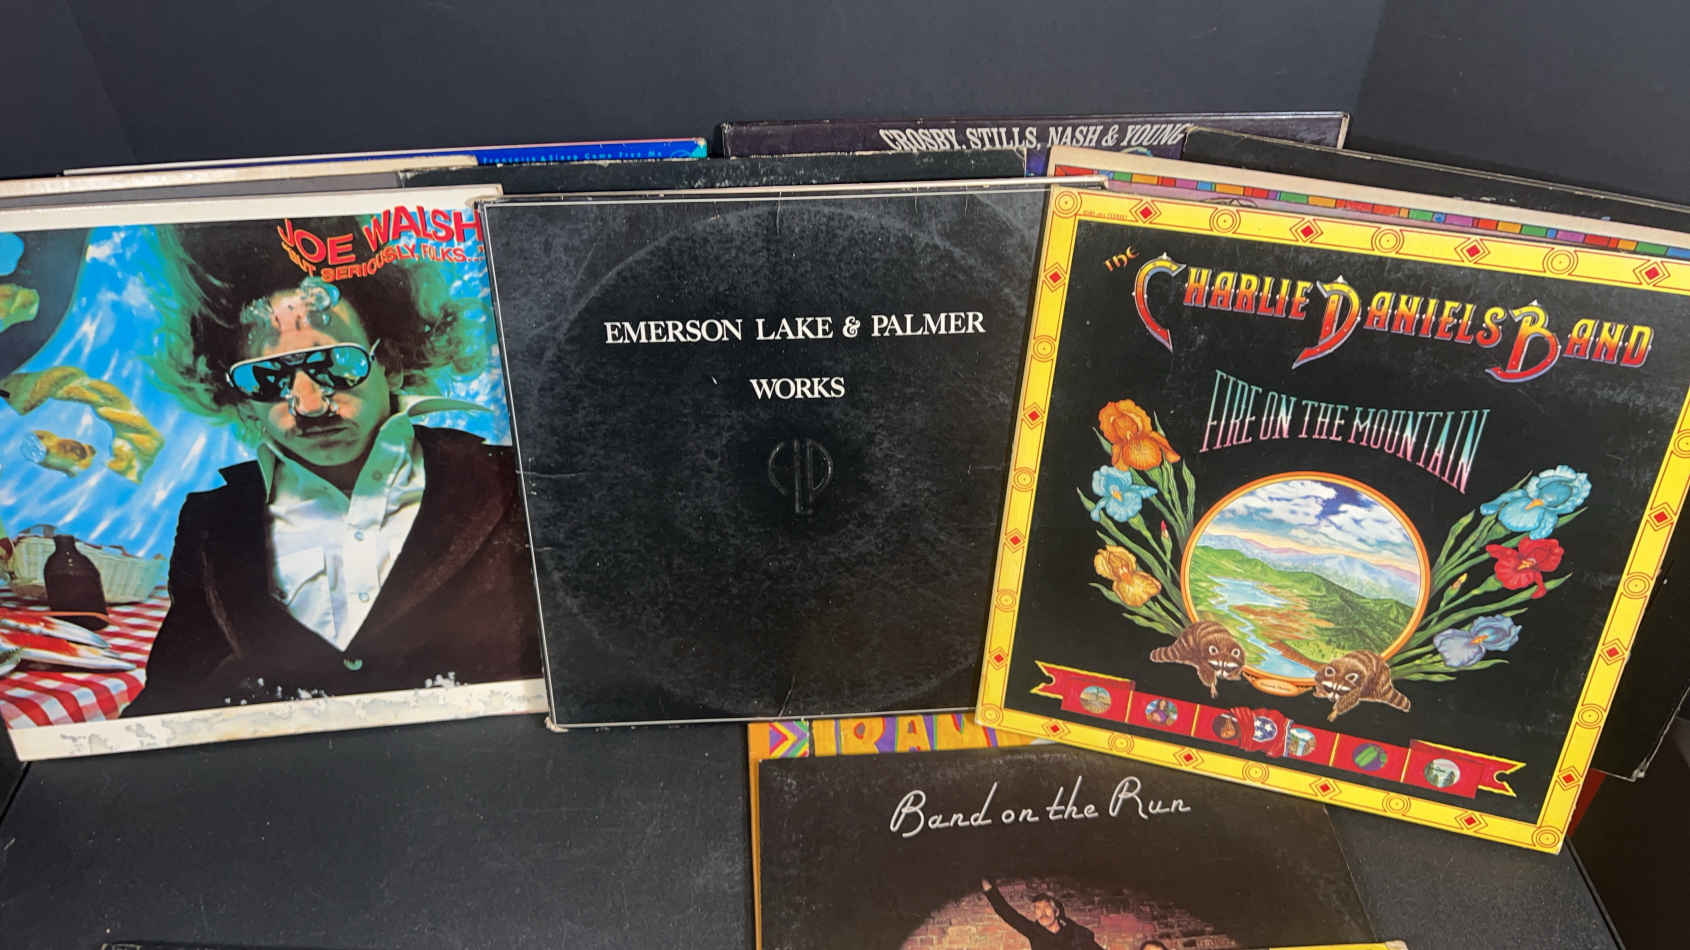 CROSBY, STILLS, NASH & YOUNG
JOE WALSH
"BUT SERIOUSLY, FOLKS..."
EMERSON LAKE & PALMER
WORKS
THE CHARLIE DANIELS BAND
FIRE ON THE MOUNTAIN
Band on the Run